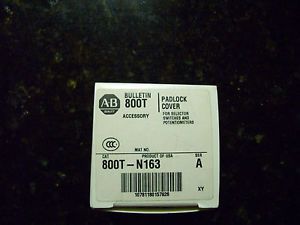 AB
BULLETIN
800T
ACCESSORY
PADLOCK
COVER
FOR SELECTOR
SWITCHES AND
POTENTIOMETERS
CCC
MAT NO.
CAT
PRODUCT OF USA
SER
800T-N163
A
XY